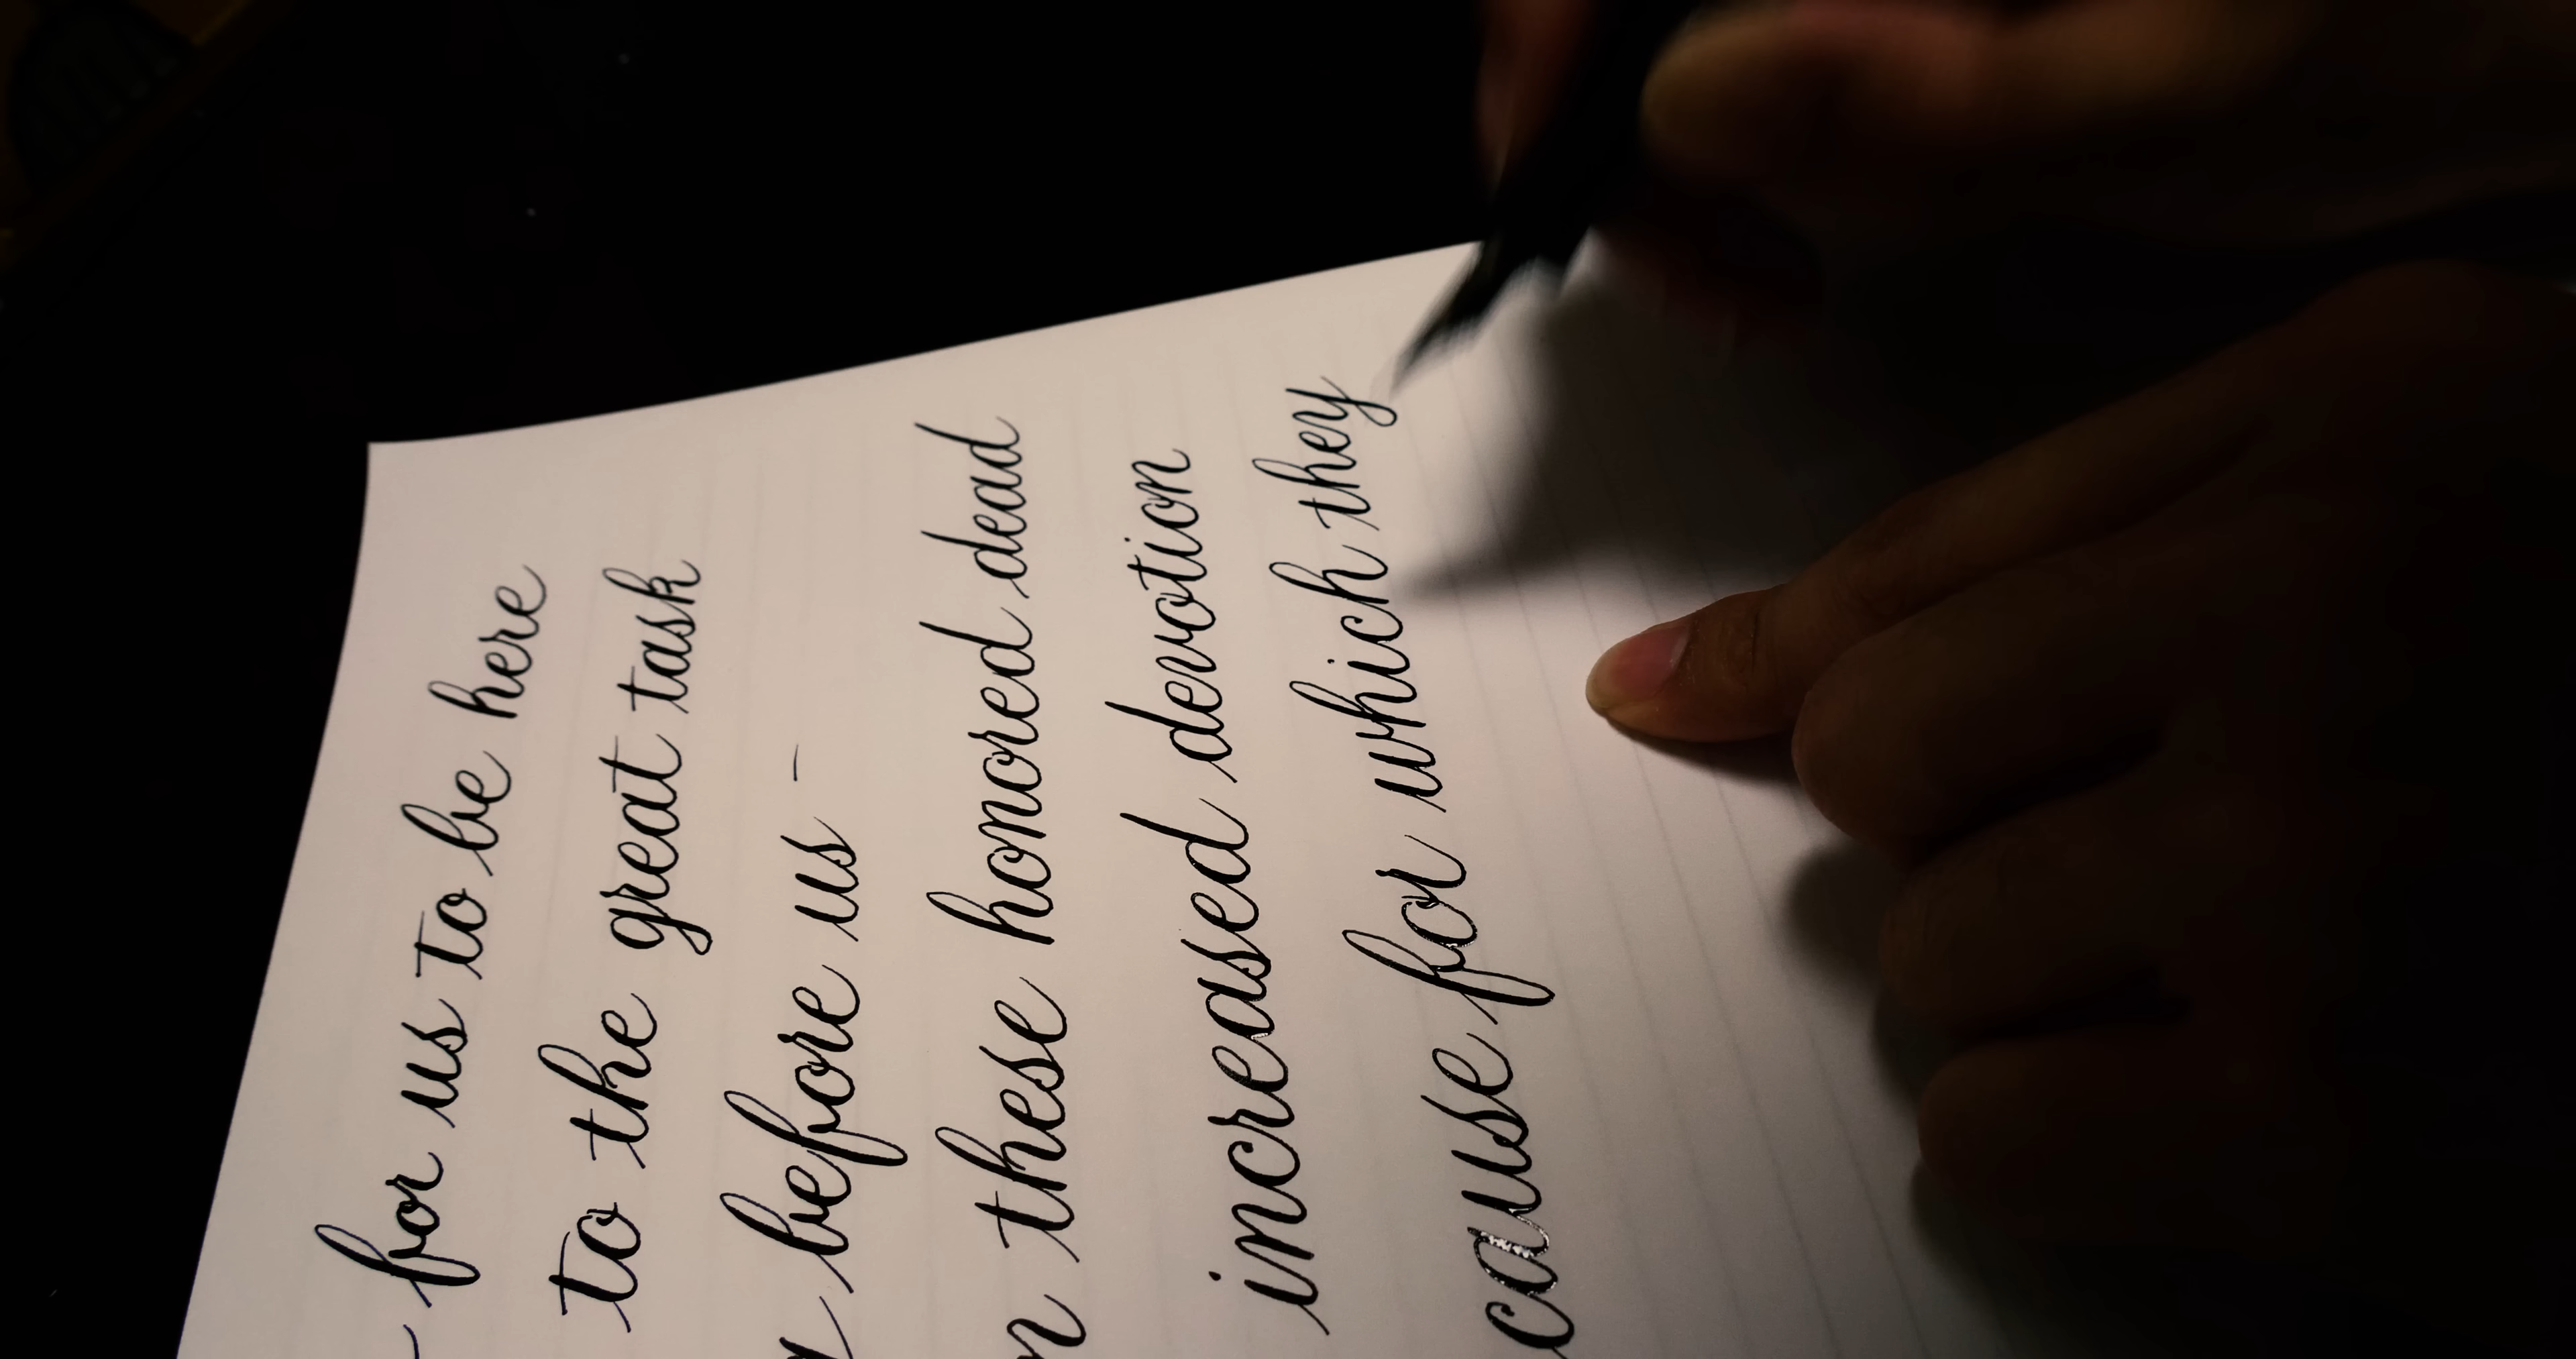 for us to be here
to the great task
before us -
these honored dead
increased devotion
cause for which they